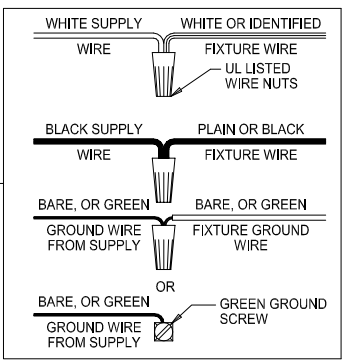 WHITE SUPPLY WHITE OR IDENTIFIED
WIRE FIXTURE WIRE
UL LISTED
WIRE NUTS
BLACK SUPPLY PLAIN OR BLACK
WIRE FIXTURE WIRE
BARE, OR GREEN BARE, OR GREEN
GROUND WIRE FIXTURE GROUND
FROM SUPPLY WIRE
OR
BARE, OR GREEN GREEN GROUND
SCREW
GROUND WIRE
FROM SUPPLY